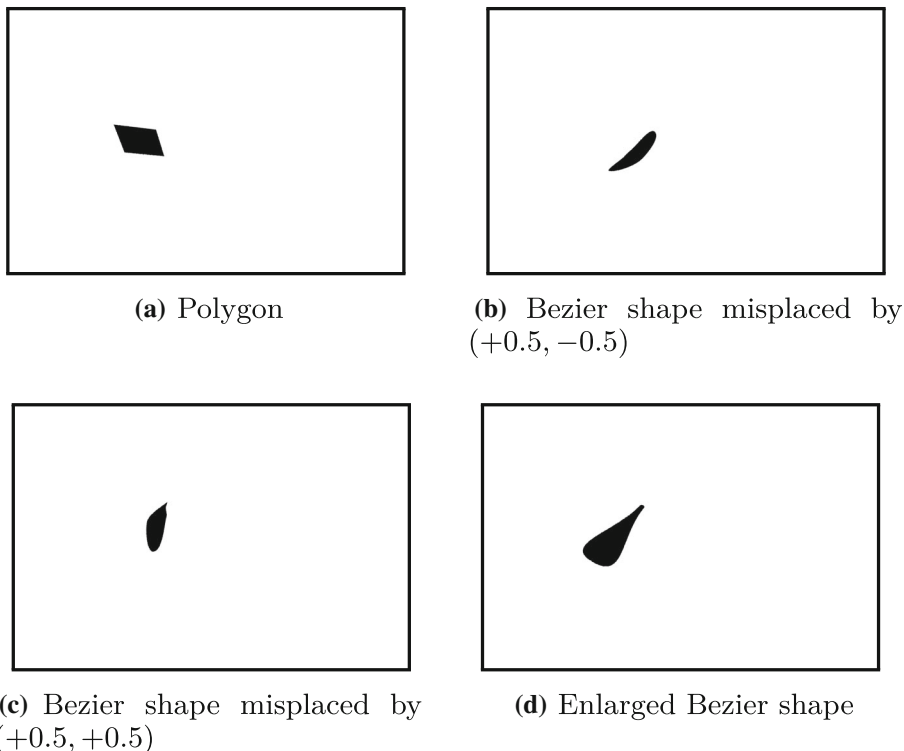 (a) Polygon
(b) Bezier shape misplaced by
(+0.5, −0.5)
(c) Bezier shape misplaced by
(+0.5, +0.5)
(d) Enlarged Bezier shape